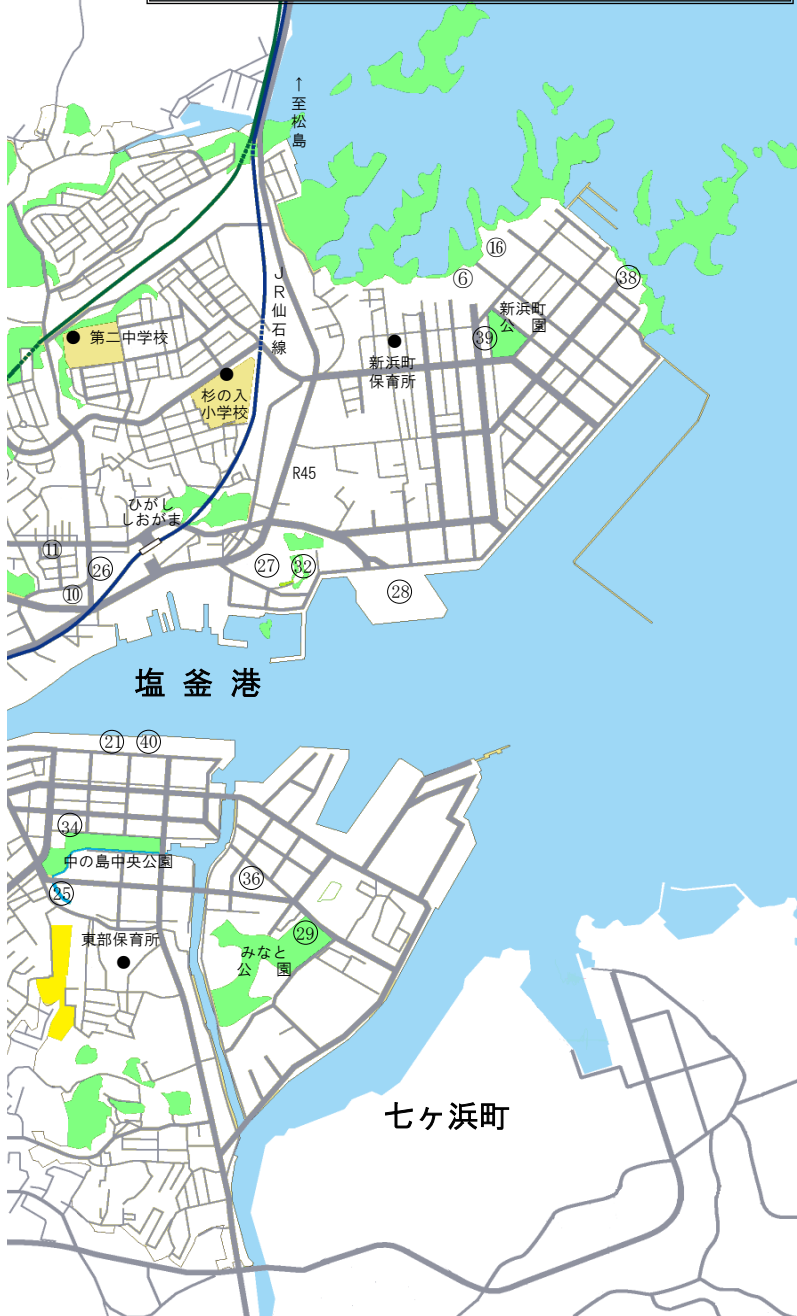 ↑至松島
JR仙石線
⑯
⑥
㊳
新浜町
公園
㊴
第二中学校
新浜町
保育所
杉の入
小学校
R45
ひがし
しおがま
⑪
㉖
⑩
㉗
㉜
㉘
塩釜港
㉑
㊵
㉞
中の島中央公園
㊱
㉕
㉙
東部保育所
みなと
公園
七ヶ浜町